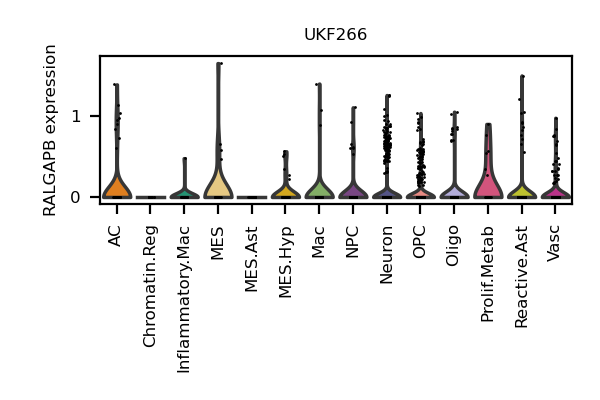 UKF266
RALGAPB expression
1
0
AC
Chromatin.Reg
Inflammatory.Mac
MES
MES.Ast
MES.Hyp
Mac
NPC
Neuron
OPC
Oligo
Prolif.Metab
Reactive.Ast
Vasc